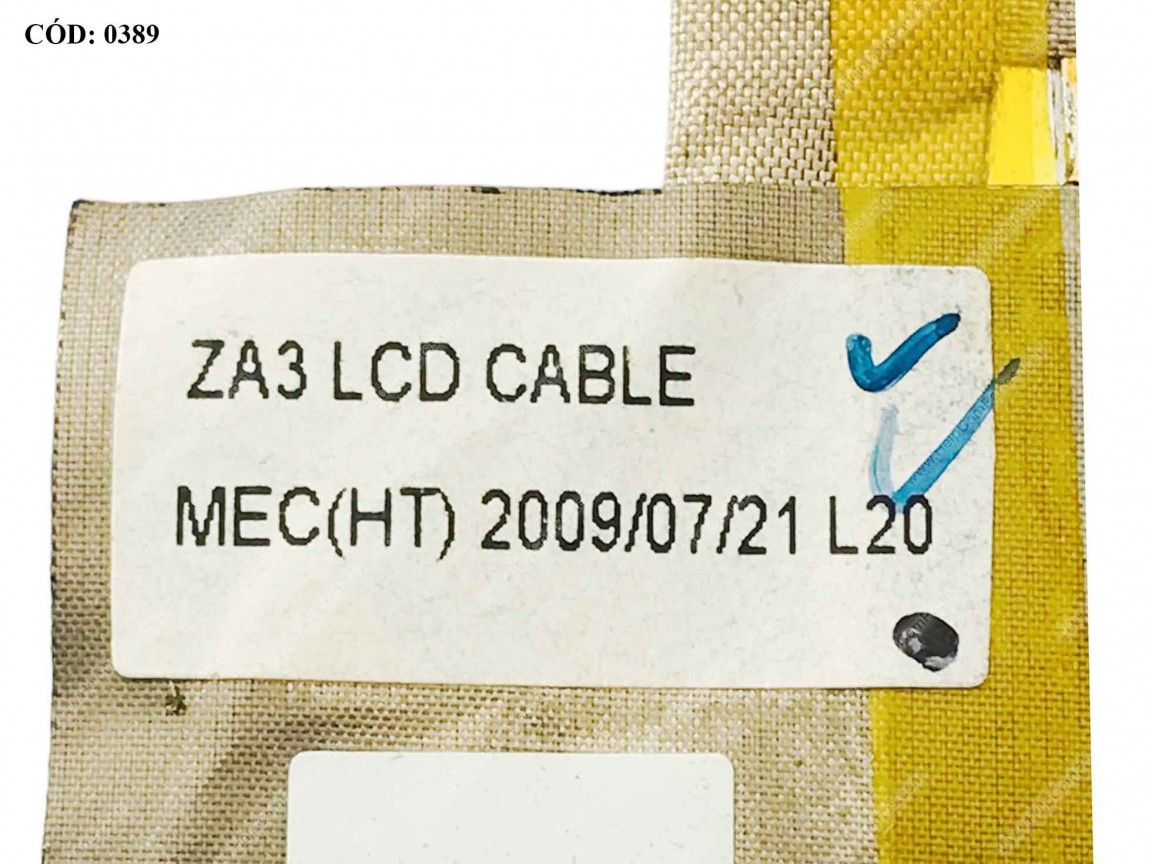 CÓD: 0389
ZA3 LCD CABLE
MEC(HT) 2009/07/21 L20